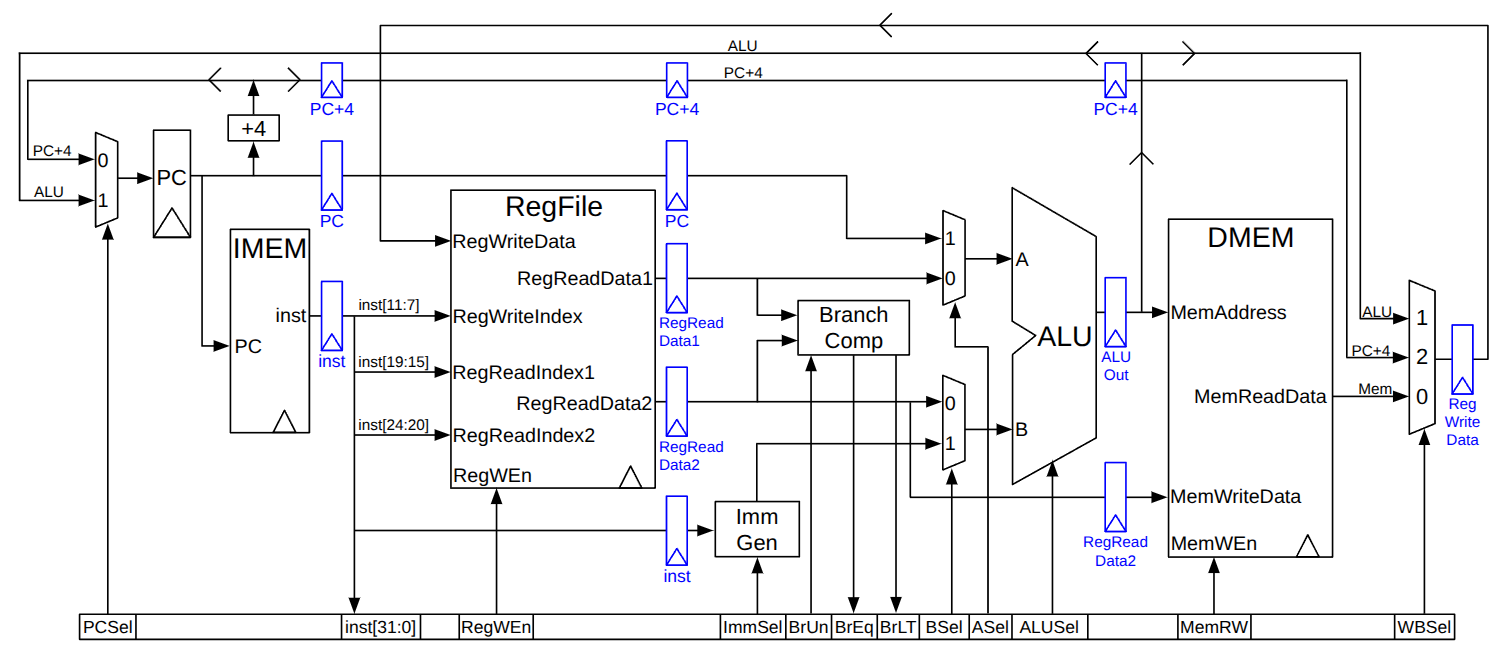 ALU
PC+4
PC+4
PC+4
PC+4
+4
PC+4
0
ALU
1
PC
PC
PC
IMEM
inst
PC
inst
inst[11:7]
inst[19:15]
inst[24:20]
RegFile
RegWriteData
RegReadData1
RegWriteIndex
RegReadIndex1
RegReadData2
RegReadIndex2
RegWEn
RegRead
Data1
RegRead
Data2
inst
Imm
Gen
Branch
Comp
1
0
0
1
A
ALU
B
ALU
Out
RegRead
Data2
DMEM
MemAddress
MemReadData
MemWriteData
MemWEn
ALU
1
PC+4
2
Mem
0
Reg
Write
Data
PCSel
inst[31:0]
RegWEn
ImmSel
BrUn
BrEq
BrLT
BSel
ASel
ALUSel
MemRW
WBSel